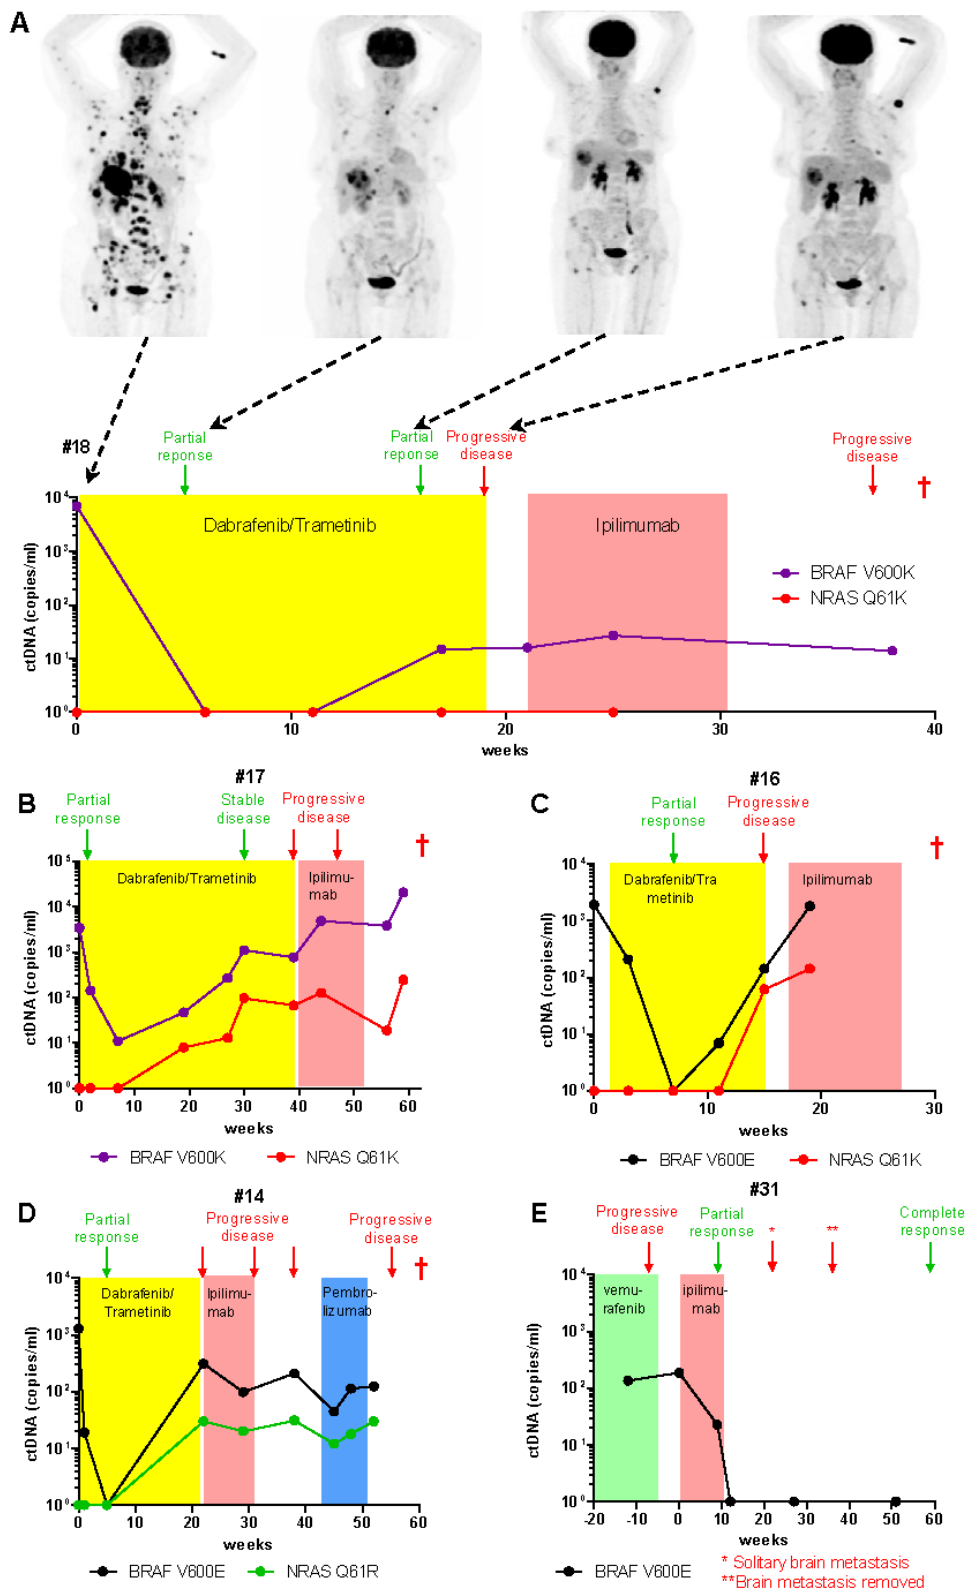 A
#18
Partial
reponse
Partial
reponse
Progressive
disease
Progressive
disease
†
10⁴
10³
10²
10¹
10⁰
ctDNA (copies/ml)
Dabrafenib/Trametinib
Ipilimumab
BRAF V600K
NRAS Q61K
0
10
20
30
40
weeks
B
#17
Partial
response
Stable
disease
Progressive
disease
†
10⁵
10⁴
10³
10²
10¹
10⁰
ctDNA (copies/ml)
Dabrafenib/Trametinib
Ipilimu-
mab
0 10 20 30 40 50 60
weeks
BRAF V600K NRAS Q61K
C
#16
Partial
response
Progressive
disease
†
10⁴
10³
10²
10¹
10⁰
ctDNA (copies/ml)
Dabrafenib/Tra
metinib
Ipilimumab
0 10 20 30
weeks
BRAF V600E NRAS Q61K
D
#14
Partial
response
Progressive
disease
Progressive
disease
†
10⁴
10³
10²
10¹
10⁰
ctDNA (copies/ml)
Dabrafenib/
Trametinib
Ipilimu-
mab
Pembro-
lizumab
0 10 20 30 40 50 60
weeks
BRAF V600E NRAS Q61R
E
#31
Progressive
disease
Partial
response
*
**
Complete
response
10⁴
10³
10²
10¹
10⁰
ctDNA (copies/ml)
vemu-
rafenib
ipilimu-
mab
-20 -10 0 10 20 30 40 50 60
weeks
BRAF V600E
* Solitary brain metastasis
**Brain metastasis removed